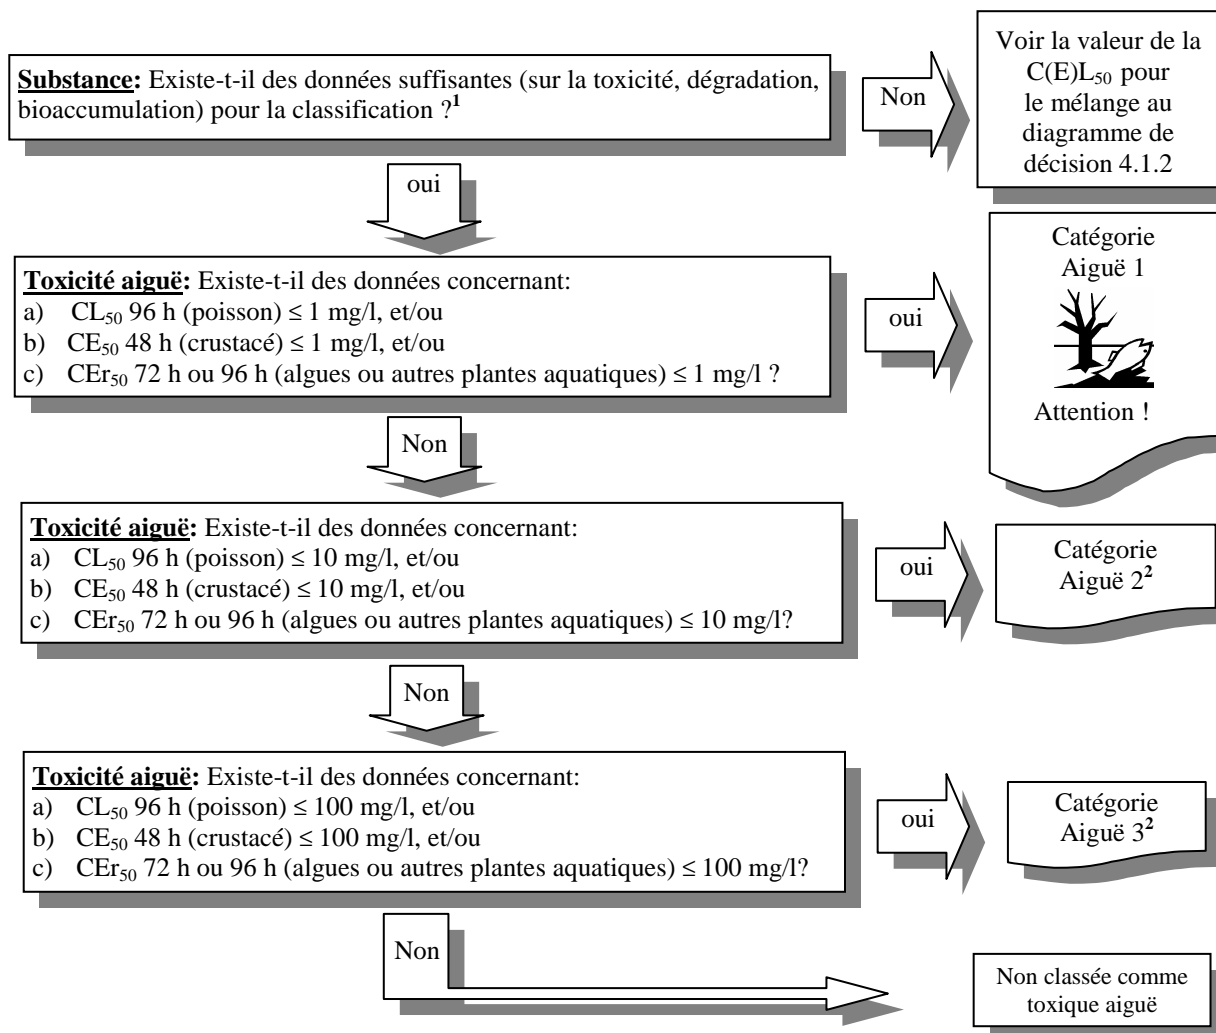 Substance: Existe-t-il des données suffisantes (sur la toxicité, dégradation,
bioaccumulation) pour la classification ?¹
Non
Voir la valeur de la
C(E)L₅₀ pour
le mélange au
diagramme de
décision 4.1.2
oui
Toxicité aiguë: Existe-t-il des données concernant:
a) CL₅₀ 96 h (poisson) ≤ 1 mg/l, et/ou
b) CE₅₀ 48 h (crustacé) ≤ 1 mg/l, et/ou
c) CEr₅₀ 72 h ou 96 h (algues ou autres plantes aquatiques) ≤ 1 mg/l ?
oui
Catégorie
Aiguë 1
Attention !
Non
Toxicité aiguë: Existe-t-il des données concernant:
a) CL₅₀ 96 h (poisson) ≤ 10 mg/l, et/ou
b) CE₅₀ 48 h (crustacé) ≤ 10 mg/l, et/ou
c) CEr₅₀ 72 h ou 96 h (algues ou autres plantes aquatiques) ≤ 10 mg/l?
oui
Catégorie
Aiguë 2²
Non
Toxicité aiguë: Existe-t-il des données concernant:
a) CL₅₀ 96 h (poisson) ≤ 100 mg/l, et/ou
b) CE₅₀ 48 h (crustacé) ≤ 100 mg/l, et/ou
c) CEr₅₀ 72 h ou 96 h (algues ou autres plantes aquatiques) ≤ 100 mg/l?
oui
Catégorie
Aiguë 3²
Non
Non classée comme
toxique aiguë